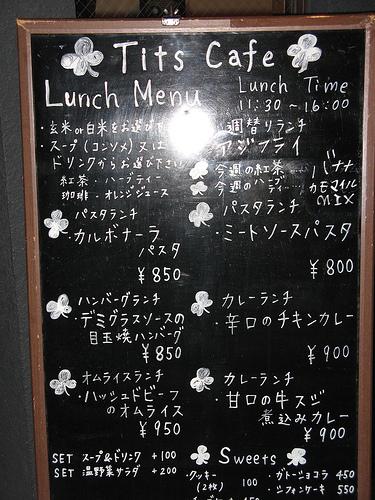 Tits Cafe
Lunch Menu
Lunch Time
11:30～16:00
・玄米or白米をお選び下
・スープ(コンソメ)又は
ドリンクからお選び下さい
紅茶・ハーブティー
珈琲・オレンジジュース
週替りランチ
アジフライ
今週の紅茶… バナナ
今週のハーブティー… カモマイルMIX
パスタランチ
・カルボナーラ
パスタ
¥850
パスタランチ
・ミートソースパスタ
¥800
ハンバーグランチ
・デミグラスソースの
目玉焼ハンバーグ
¥850
カレーランチ
・辛口のチキンカレー
¥900
オムライスランチ
・ハッシュドビーフ
のオムライス
¥950
カレーランチ
・甘口の牛スジ
煮込みカレー
¥900
SET スープ&ドリンク +100
SET 温野菜サラダ +200
Sweets
・クッキー
(2枚) 100
・ガトーショコラ 450
・シフォンケーキ 550